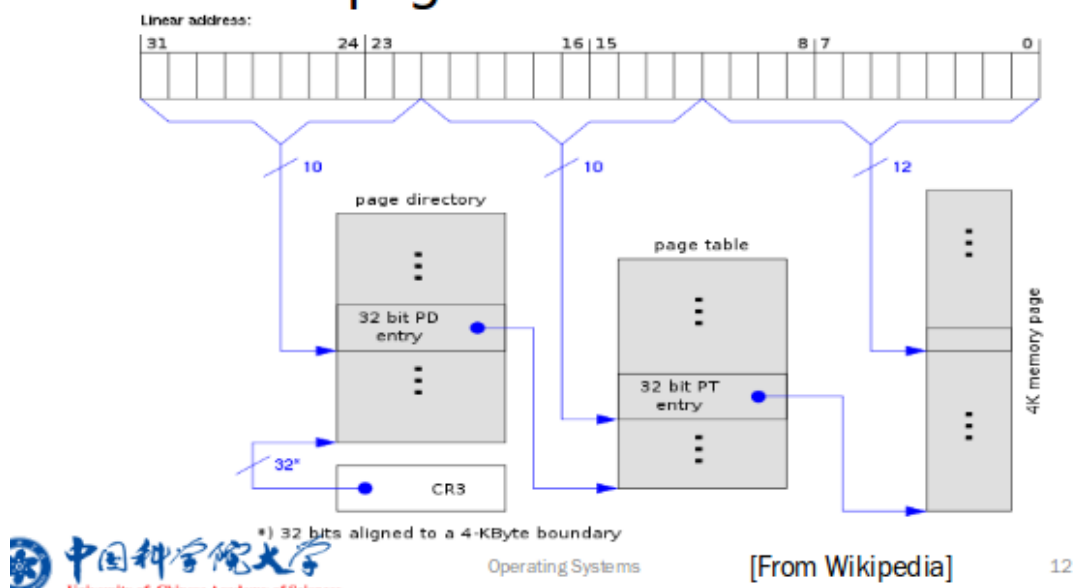 Linear address:
31 24 23 16 15 8 7 0
10 10 12
page directory
page table
32 bit PD
entry
32 bit PT
entry
4K memory page
32*
CR3
*) 32 bits aligned to a 4-KByte boundary
中国科学院大学
Operating Systems
[From Wikipedia]
12